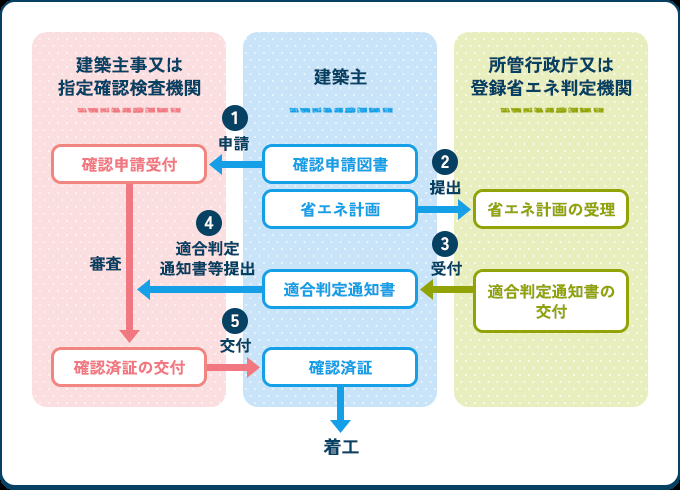 建築主事又は
指定確認検査機関
建築主
所管行政庁又は
登録省エネ判定機関
1
申請
確認申請受付
確認申請図書
2
提出
省エネ計画
省エネ計画の受理
3
受付
4
適合判定
通知書等提出
審査
適合判定通知書
適合判定通知書の
交付
5
交付
確認済証の交付
確認済証
着工